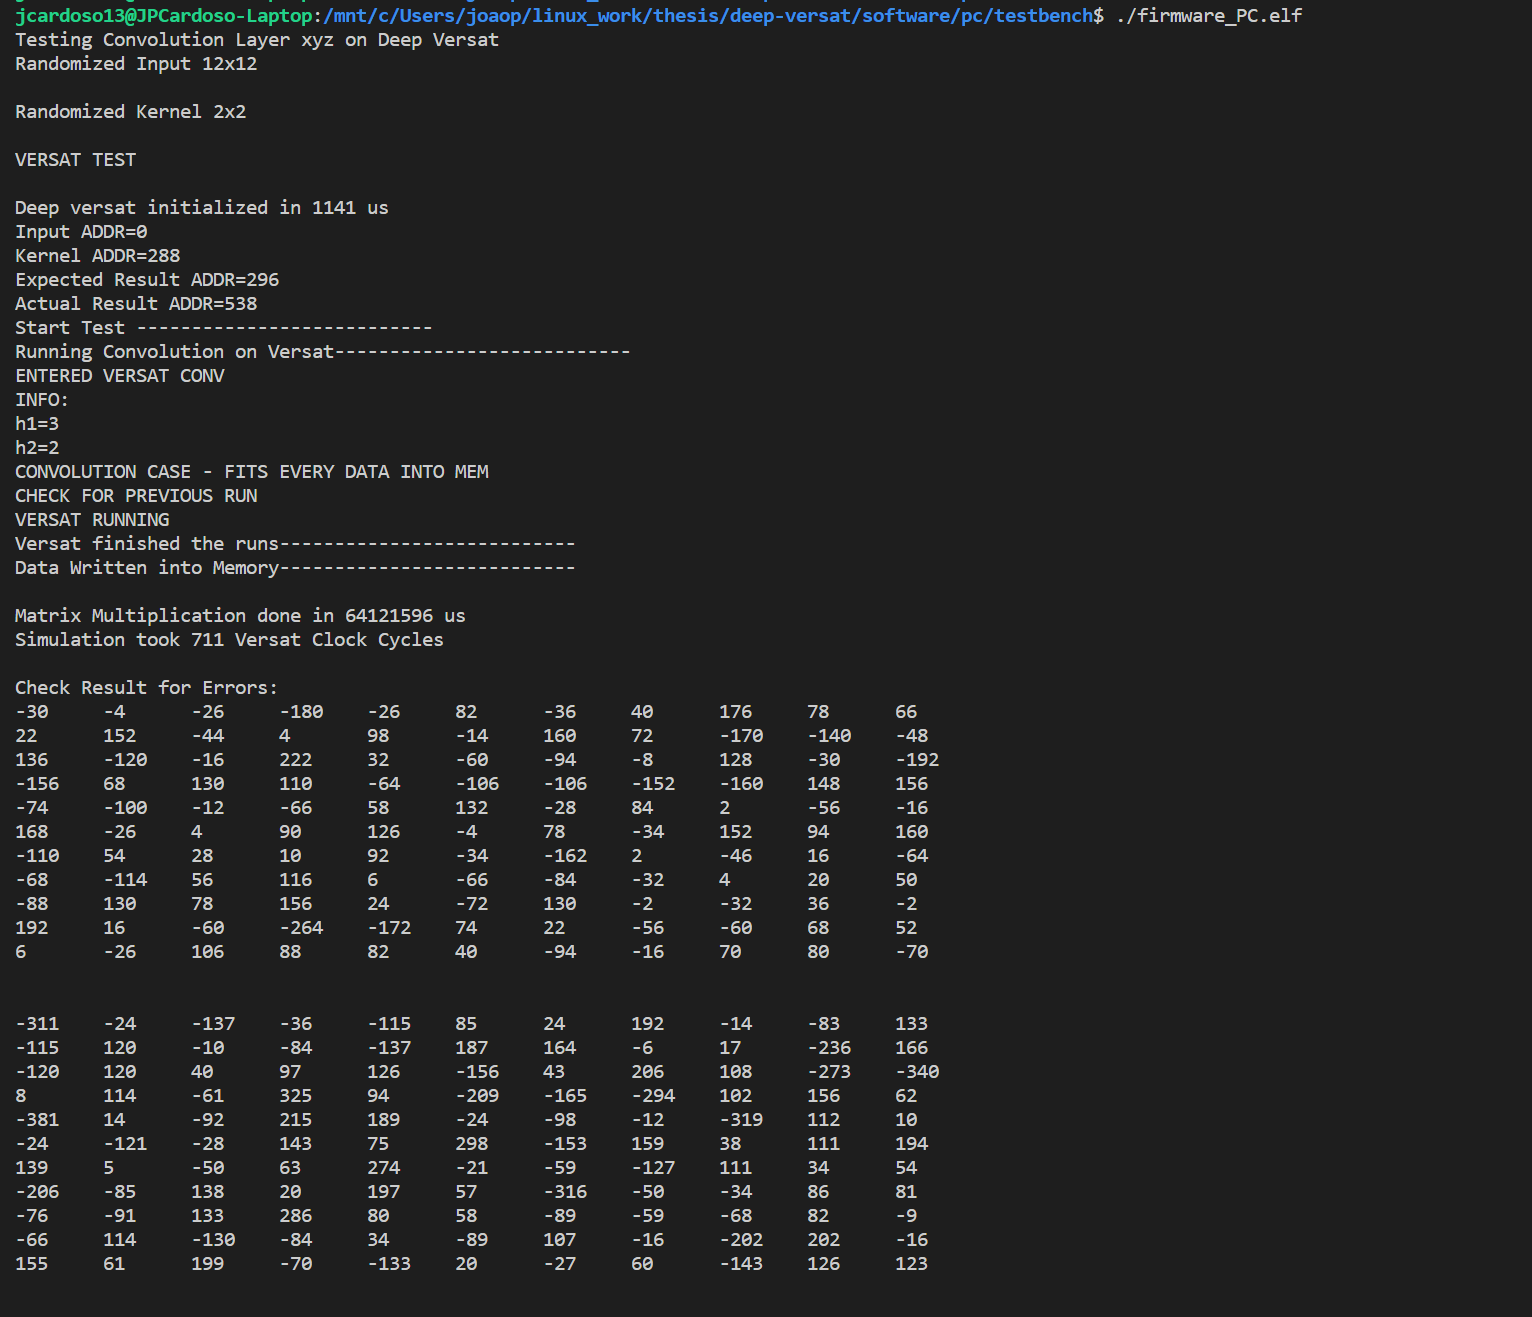 jcardoso13@JPCardoso-Laptop:/mnt/c/Users/joaop/linux_work/thesis/deep-versat/software/pc/testbench$ ./firmware_PC.elf
Testing Convolution Layer xyz on Deep Versat
Randomized Input 12x12
Randomized Kernel 2x2
VERSAT TEST
Deep versat initialized in 1141 us
Input ADDR=0
Kernel ADDR=288
Expected Result ADDR=296
Actual Result ADDR=538
Start Test ---------------------------
Running Convolution on Versat---------------------------
ENTERED VERSAT CONV
INFO:
h1=3
h2=2
CONVOLUTION CASE - FITS EVERY DATA INTO MEM
CHECK FOR PREVIOUS RUN
VERSAT RUNNING
Versat finished the runs---------------------------
Data Written into Memory---------------------------
Matrix Multiplication done in 64121596 us
Simulation took 711 Versat Clock Cycles
Check Result for Errors:
-30 -4 -26 -180 -26 82 -36 40 176 78 66
22 152 -44 4 98 -14 160 72 -170 -140 -48
136 -120 -16 222 32 -60 -94 -8 128 -30 -192
-156 68 130 110 -64 -106 -106 -152 -160 148 156
-74 -100 -12 -66 58 132 -28 84 2 -56 -16
168 -26 4 90 126 -4 78 -34 152 94 160
-110 54 28 10 92 -34 -162 2 -46 16 -64
-68 -114 56 116 6 -66 -84 -32 4 20 50
-88 130 78 156 24 -72 130 -2 -32 36 -2
192 16 -60 -264 -172 74 22 -56 -60 68 52
6 -26 106 88 82 40 -94 -16 70 80 -70
-311 -24 -137 -36 -115 85 24 192 -14 -83 133
-115 120 -10 -84 -137 187 164 -6 17 -236 166
-120 120 40 97 126 -156 43 206 108 -273 -340
8 114 -61 325 94 -209 -165 -294 102 156 62
-381 14 -92 215 189 -24 -98 -12 -319 112 10
-24 -121 -28 143 75 298 -153 159 38 111 194
139 5 -50 63 274 -21 -59 -127 111 34 54
-206 -85 138 20 197 57 -316 -50 -34 86 81
-76 -91 133 286 80 58 -89 -59 -68 82 -9
-66 114 -130 -84 34 -89 107 -16 -202 202 -16
155 61 199 -70 -133 20 -27 60 -143 126 123